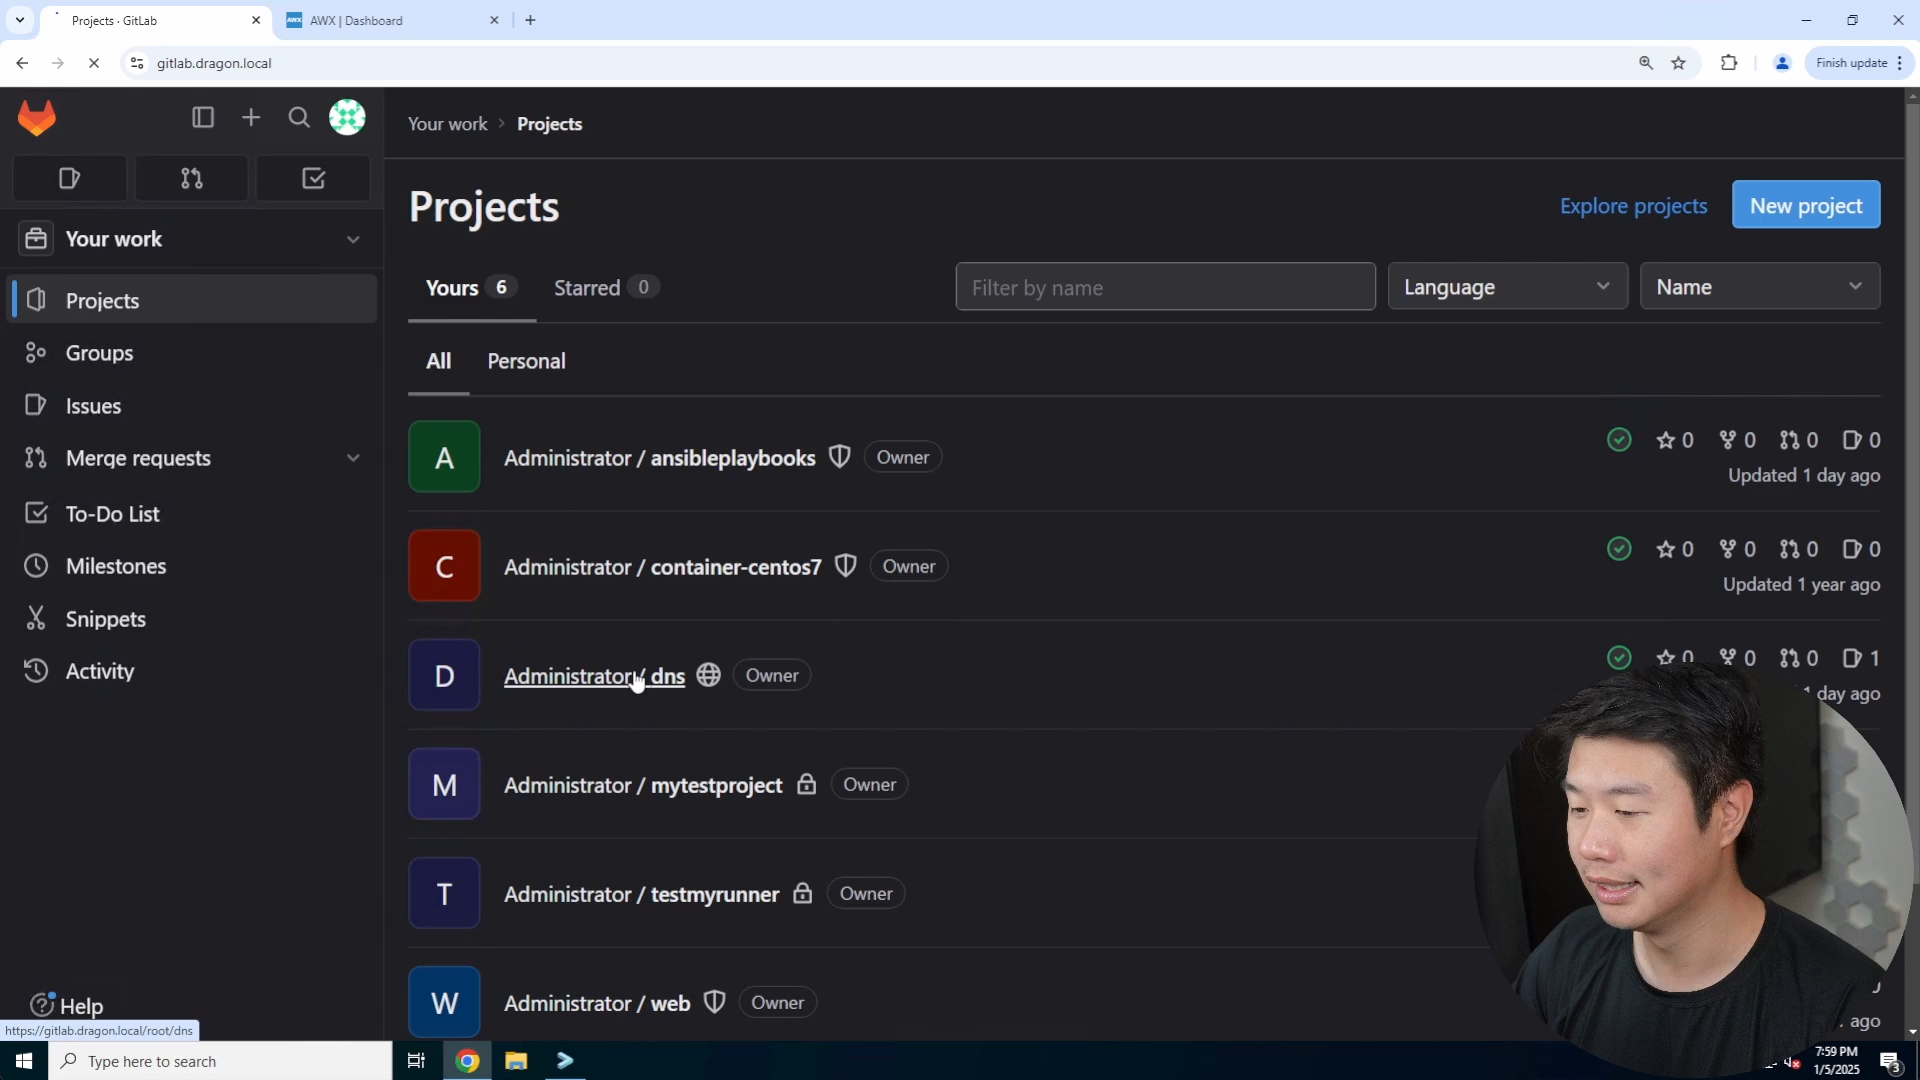 Projects · GitLab
AWX | Dashboard
gitlab.dragon.local
Finish update
Your work > Projects
Your work
Projects
Groups
Issues
Merge requests
To-Do List
Milestones
Snippets
Activity
Help
https://gitlab.dragon.local/root/dns
Projects
Explore projects
New project
Yours 6
Starred 0
Filter by name
Language
Name
All
Personal
A
Administrator / ansibleplaybooks
Owner
0 0 0 0
Updated 1 day ago
C
Administrator / container-centos7
Owner
0 0 0 0
Updated 1 year ago
D
Administrator / dns
Owner
0 0 0 1
1 day ago
M
Administrator / mytestproject
Owner
T
Administrator / testmyrunner
Owner
W
Administrator / web
Owner
ago
Type here to search
7:59 PM
1/5/2025
3